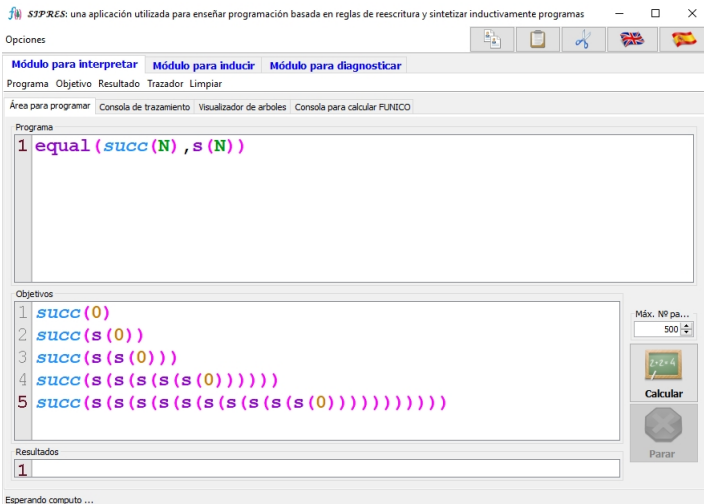 SIPRES: una aplicación utilizada para enseñar programación basada en reglas de reescritura y sintetizar inductivamente programas
Opciones
Módulo para interpretar Módulo para inducir Módulo para diagnosticar
Programa Objetivo Resultado Trazador Limpiar
Área para programar Consola de trazamiento Visualizador de arboles Consola para calcular FUNICO
Programa
1 equal(succ(N),s(N))
Objetivos
1 succ(0)
2 succ(s(0))
3 succ(s(s(0)))
4 succ(s(s(s(s(s(0))))))
5 succ(s(s(s(s(s(s(s(s(s(s(0)))))))))))
Máx. Nº pa...
500
z+z=4
Calcular
Parar
Resultados
1
Esperando computo ...